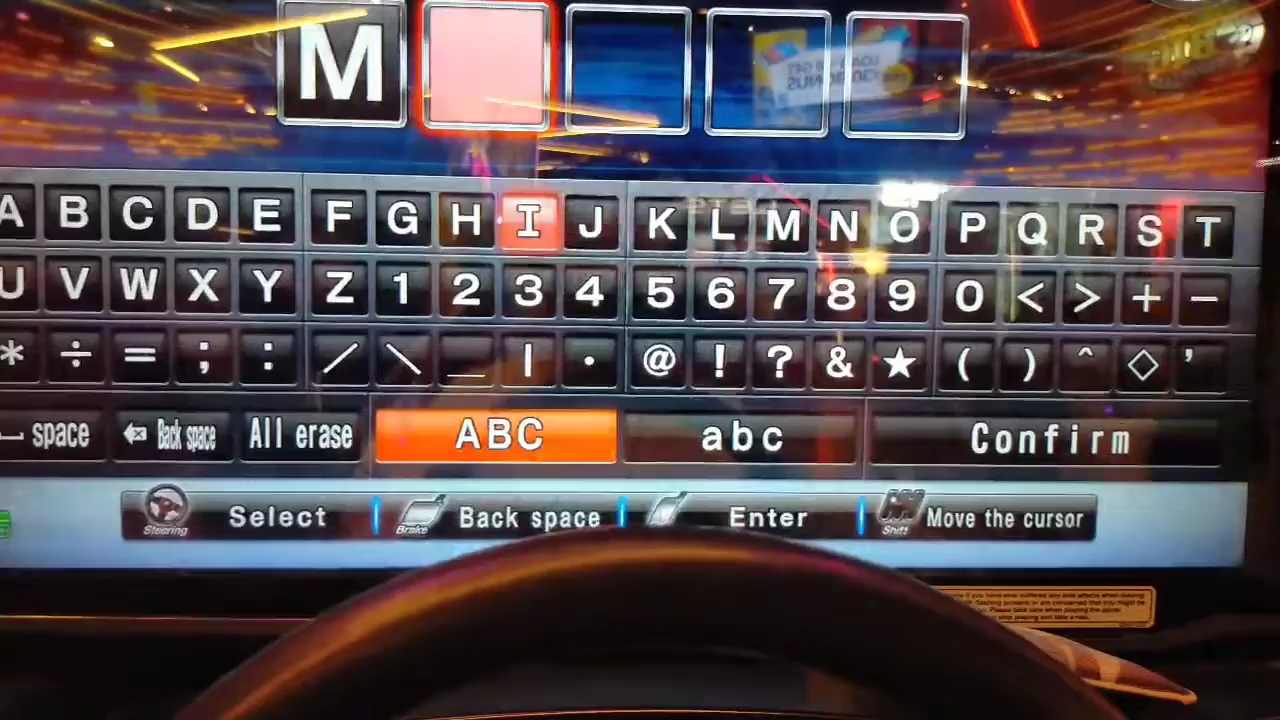 M
A B C D E F G H I J K L M N O P Q R S T
U V W X Y Z 1 2 3 4 5 6 7 8 9 0 < > + −
* ÷ = ; : ／ ＼ _ | · @ ! ? & ★ ( ) ^ ◇ ’
space Back space All erase ABC abc Confirm
Steering Select Brake Back space Enter Shift Move the cursor